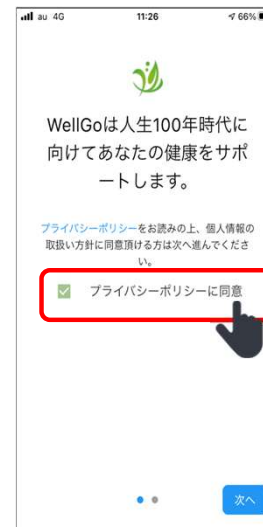 au 4G 11:26 66%
WellGoは人生100年時代に
向けてあなたの健康をサポ
ートします。
プライバシーポリシーをお読みの上、個人情報の
取扱い方針に同意頂ける方は次へ進んでくださ
い。
プライバシーポリシーに同意
次へ